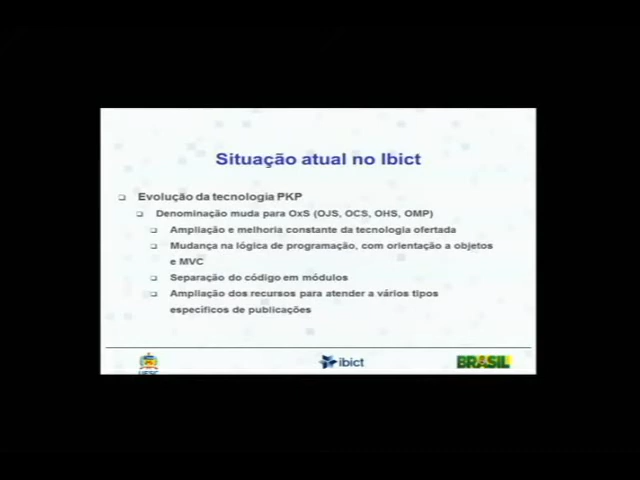 Situação atual no Ibict
Evolução da tecnologia PKP
Denominação muda para OxS (OJS, OCS, OHS, OMP)
Ampliação e melhoria constante da tecnologia ofertada
Mudança na lógica de programação, com orientação a objetos
e MVC
Separação do código em módulos
Ampliação dos recursos para atender a vários tipos
específicos de publicações
UFSC
ibict
BRASIL